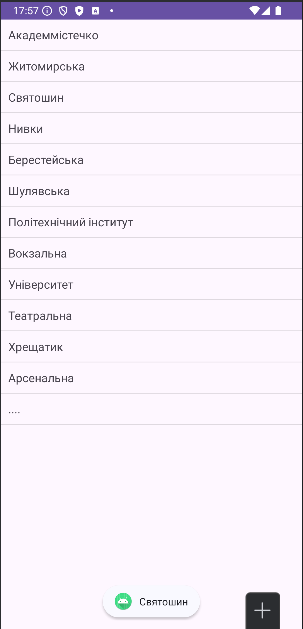 17:57
Академмістечко
Житомирська
Святошин
Нивки
Берестейська
Шулявська
Політехнічний інститут
Вокзальна
Університет
Театральна
Хрещатик
Арсенальна
....
Святошин